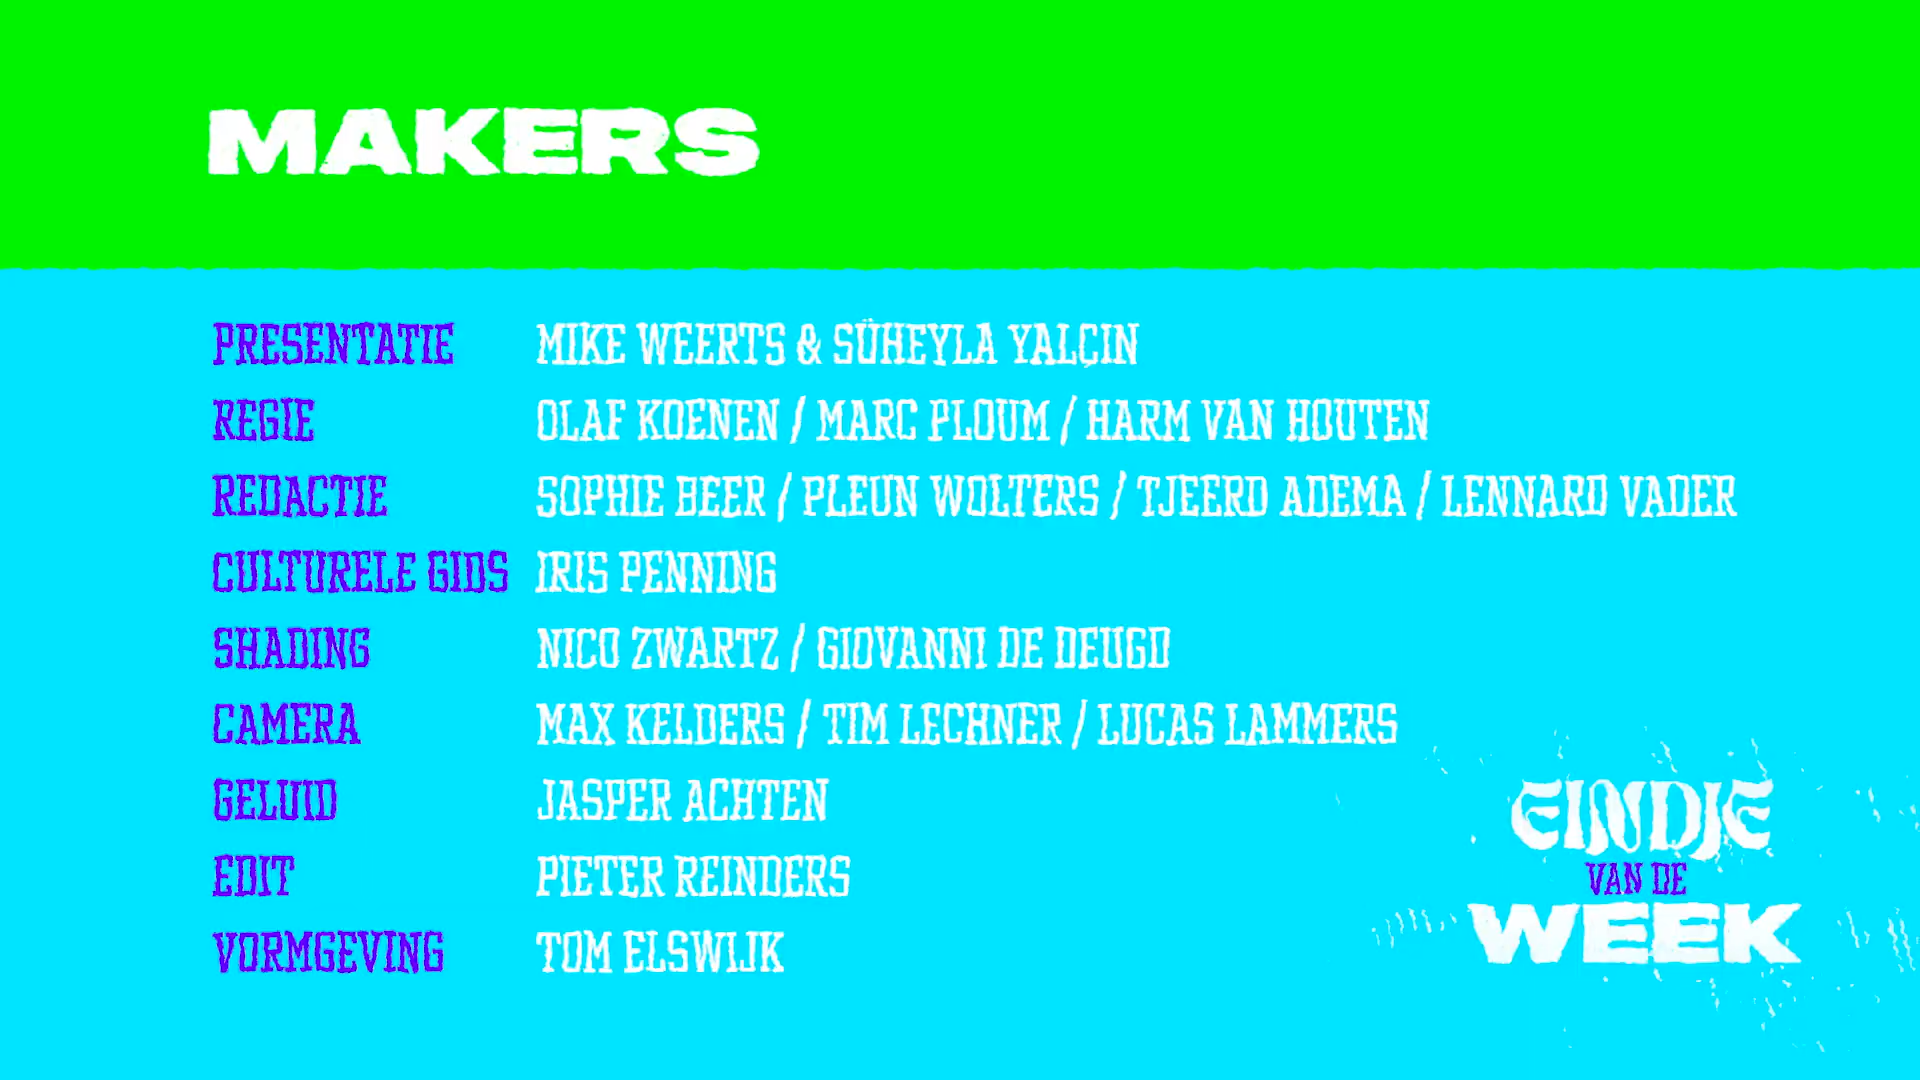 MAKERS
PRESENTATIE MIKE WEERTS & SÜHEYLA YALÇIN
REGIE OLAF KOENEN / MARC PLOUM / HARM VAN HOUTEN
REDACTIE SOPHIE BEER / PLEUN WOLTERS / TJEERD ADEMA / LENNARD VADER
CULTURELE GIDS IRIS PENNING
SHADING NICO ZWARTZ / GIOVANNI DE DEUGD
CAMERA MAX KELDERS / TIM LECHNER / LUCAS LAMMERS
GELUID JASPER ACHTEN
EDIT PIETER REINDERS
VORMGEVING TOM ELSWIJK
EINDJE
VAN DE
WEEK